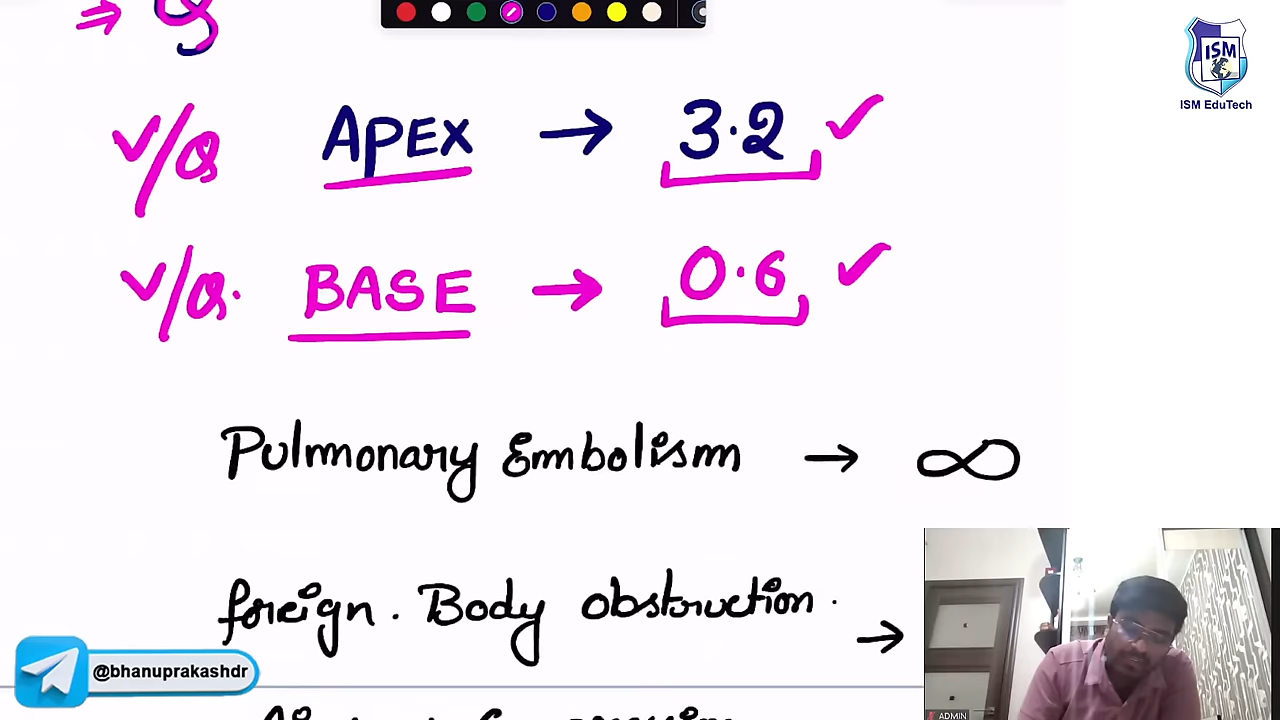 ⇒ Q
ISM
ISM EduTech
V/Q APEX → 3.2 ✓
V/Q. BASE → 0.6 ✓
Pulmonary Embolism → ∞
foreign. Body obstruction. →
@bhanuprakashdr
ADMIN